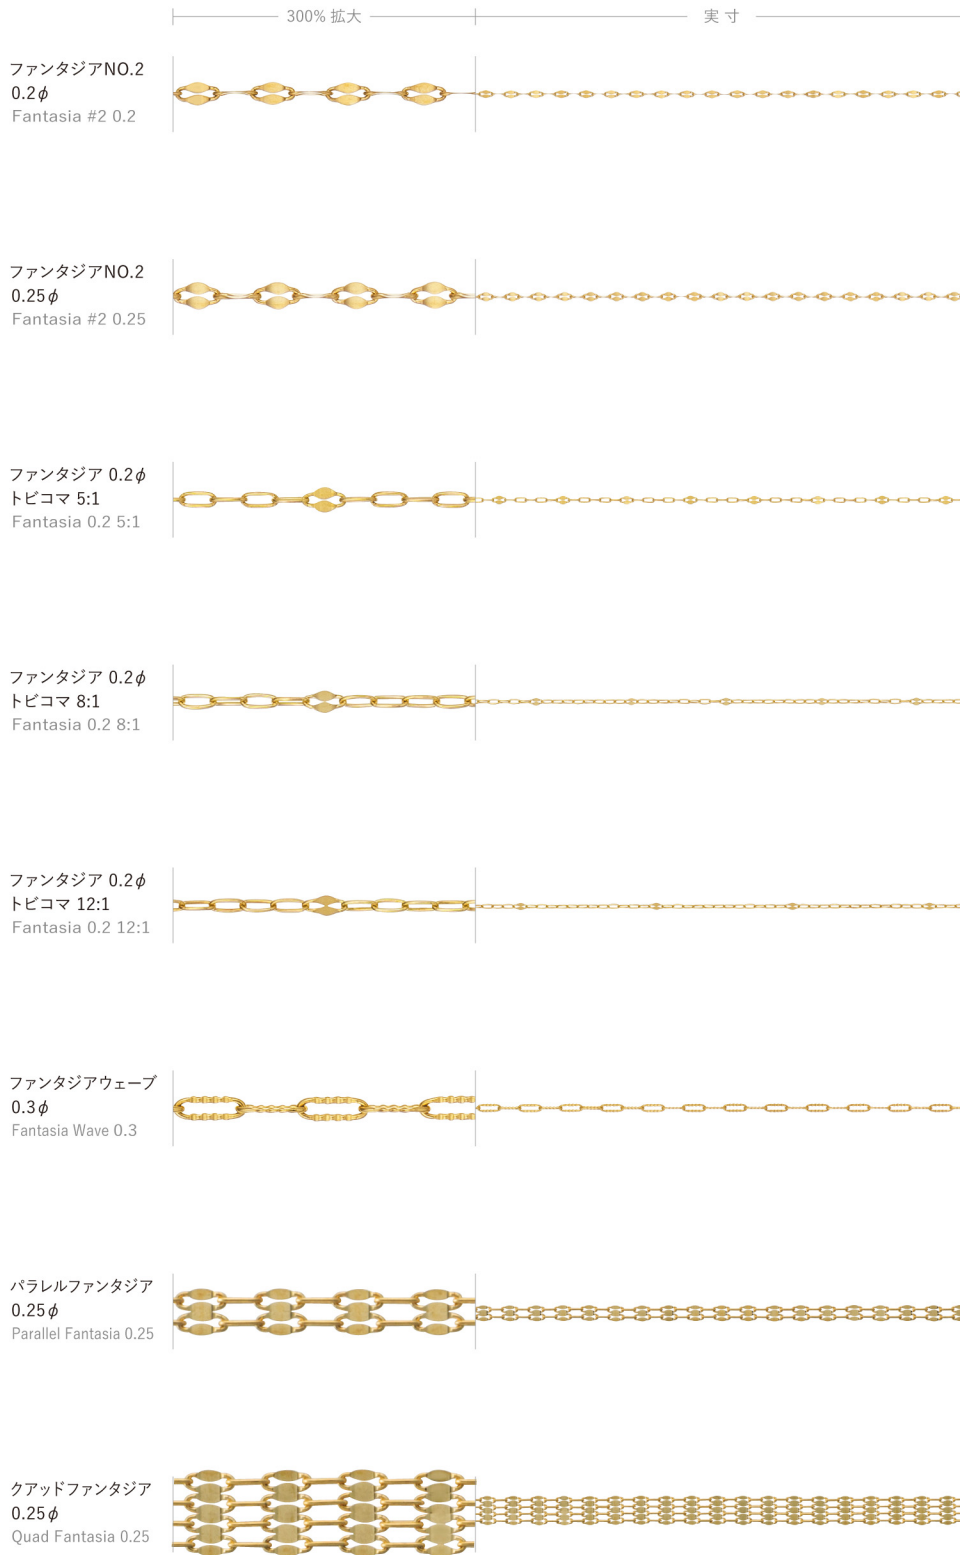 300% 拡大
実 寸
ファンタジアNO.2
0.2φ
Fantasia #2 0.2
ファンタジアNO.2
0.25φ
Fantasia #2 0.25
ファンタジア 0.2φ
トビコマ 5:1
Fantasia 0.2 5:1
ファンタジア 0.2φ
トビコマ 8:1
Fantasia 0.2 8:1
ファンタジア 0.2φ
トビコマ 12:1
Fantasia 0.2 12:1
ファンタジアウェーブ
0.3φ
Fantasia Wave 0.3
パラレルファンタジア
0.25φ
Parallel Fantasia 0.25
クアッドファンタジア
0.25φ
Quad Fantasia 0.25